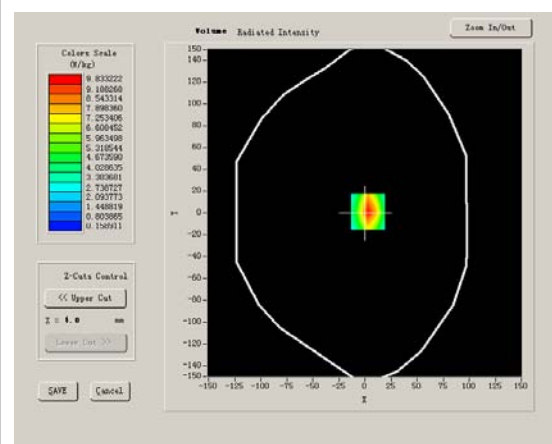 Volume Radiated Intensity
Zoom In/Out
Colors Scale
(W/kg)
9.833222
9.188268
8.543314
7.898360
7.253406
6.608452
5.963498
5.318544
4.673590
4.028635
3.383681
2.738727
2.093773
1.448819
0.803865
0.158911
Z-Cuts Control
<< Upper Cut
Z = 4.0 mm
Lower Cut >>
SAVE
Cancel
150
140
120
100
80
60
40
20
0
-20
-40
-60
-80
-100
-120
-140
-150
Y
-150 -125 -100 -75 -50 -25 0 25 50 75 100 125 150
X